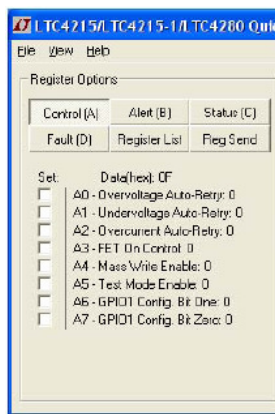 LTC4215/LTC4215-1/LTC4280 Quic
File View Help
Register Options
Control (A) Alert (B) Status (C)
Fault (D) Register List Reg Send
Set: Data(hex): 0F
A0 - Overvoltage Auto-Retry: 0
A1 - Undervoltage Auto-Retry: 0
A2 - Overcurrent Auto-Retry: 0
A3 - FET On Control: 0
A4 - Mass Write Enable: 0
A5 - Test Mode Enable: 0
A6 - GPIO1 Config. Bit One: 0
A7 - GPIO1 Config. Bit Zero: 0